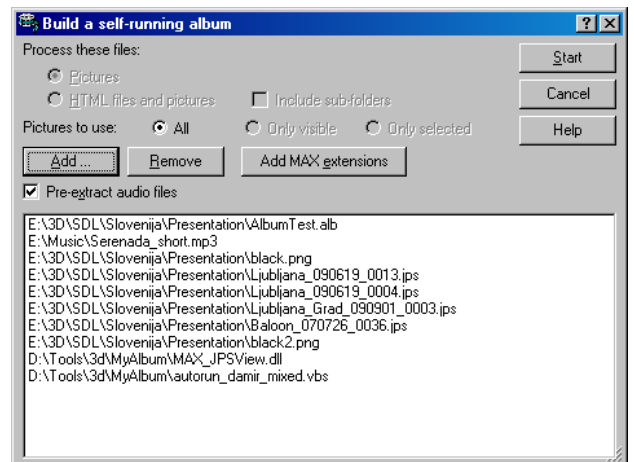 Build a self-running album
Process these files:
Start
Pictures
HTML files and pictures
Include sub-folders
Cancel
Pictures to use:
All
Only visible
Only selected
Help
Add ...
Remove
Add MAX extensions
Pre-extract audio files
E:\3D\SDL\Slovenija\Presentation\AlbumTest.alb
E:\Music\Serenada_short.mp3
E:\3D\SDL\Slovenija\Presentation\black.png
E:\3D\SDL\Slovenija\Presentation\Ljubljana_090619_0013.jps
E:\3D\SDL\Slovenija\Presentation\Ljubljana_090619_0004.jps
E:\3D\SDL\Slovenija\Presentation\Ljubljana_Grad_090901_0003.jps
E:\3D\SDL\Slovenija\Presentation\Baloon_070726_0036.jps
E:\3D\SDL\Slovenija\Presentation\black2.png
D:\Tools\3d\MyAlbum\MAX_JPSView.dll
D:\Tools\3d\MyAlbum\autorun_damir_mixed.vbs